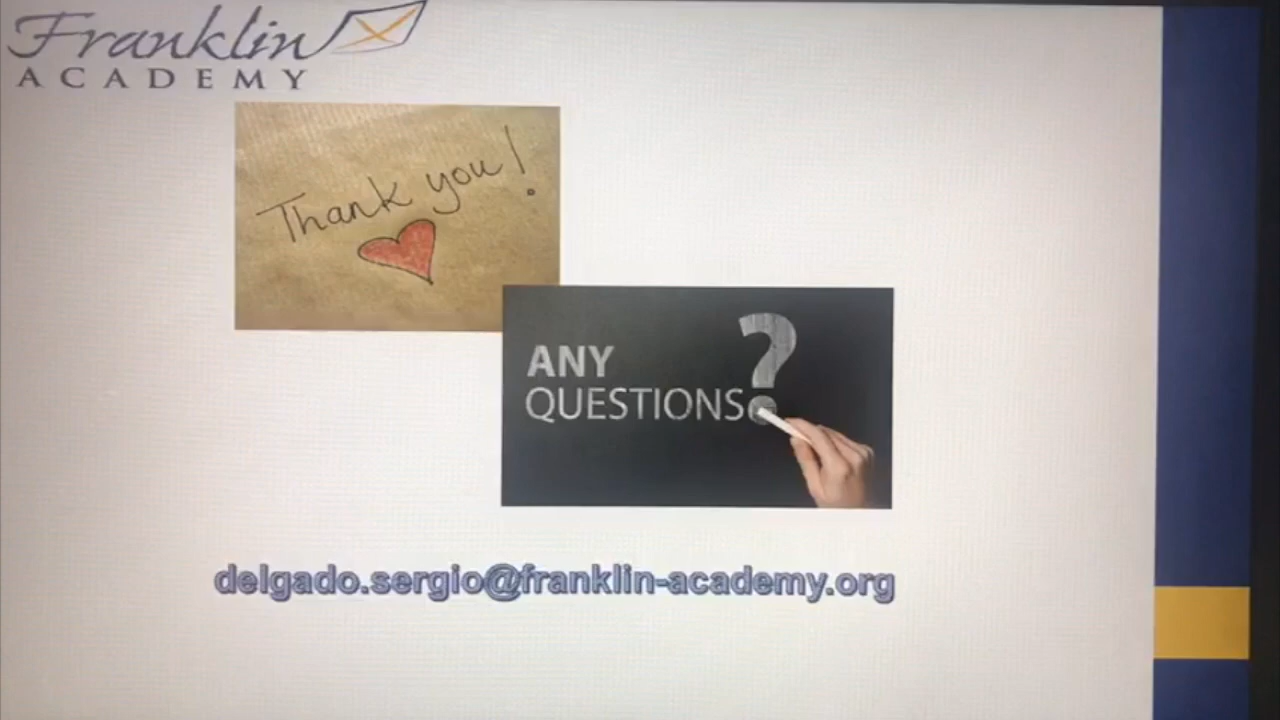 Franklin
ACADEMY
Thank you!
ANY
QUESTIONS?
delgado.sergio@franklin-academy.org